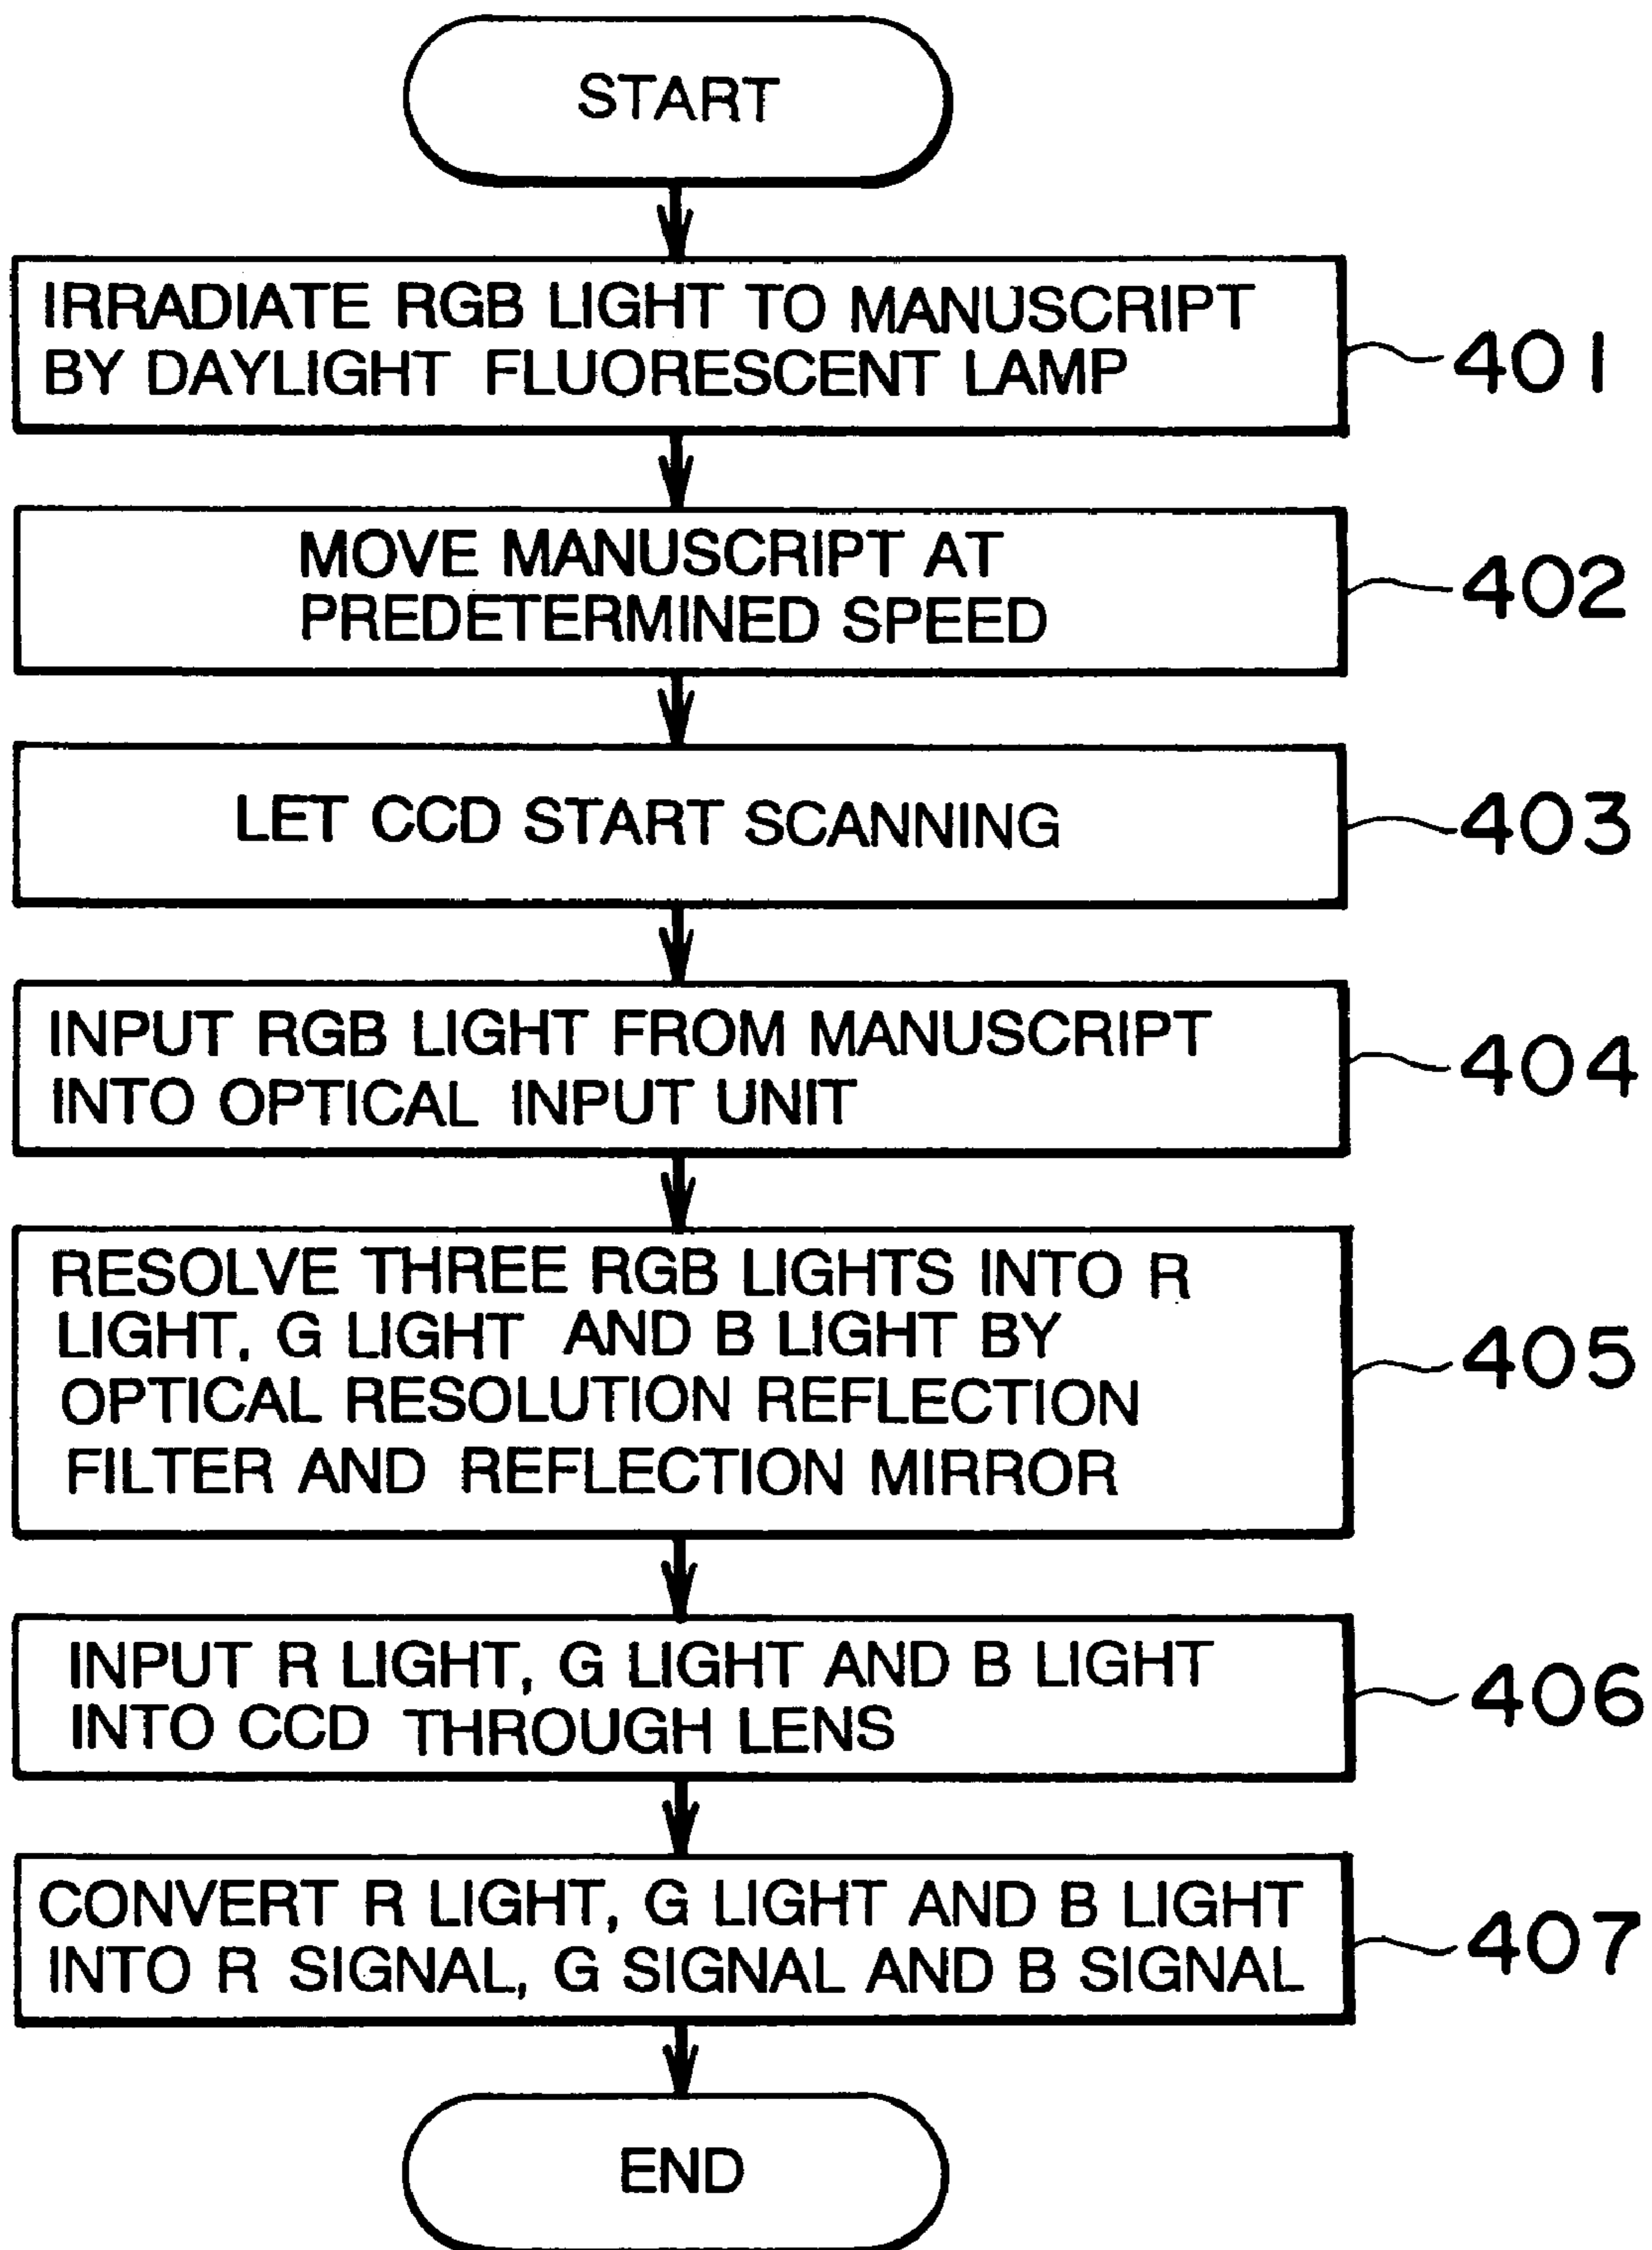 START
IRRADIATE RGB LIGHT TO MANUSCRIPT
BY DAYLIGHT FLUORESCENT LAMP
401
MOVE MANUSCRIPT AT
PREDETERMINED SPEED
402
LET CCD START SCANNING
403
INPUT RGB LIGHT FROM MANUSCRIPT
INTO OPTICAL INPUT UNIT
404
RESOLVE THREE RGB LIGHTS INTO R
LIGHT, G LIGHT AND B LIGHT BY
OPTICAL RESOLUTION REFLECTION
FILTER AND REFLECTION MIRROR
405
INPUT R LIGHT, G LIGHT AND B LIGHT
INTO CCD THROUGH LENS
406
CONVERT R LIGHT, G LIGHT AND B LIGHT
INTO R SIGNAL, G SIGNAL AND B SIGNAL
407
END